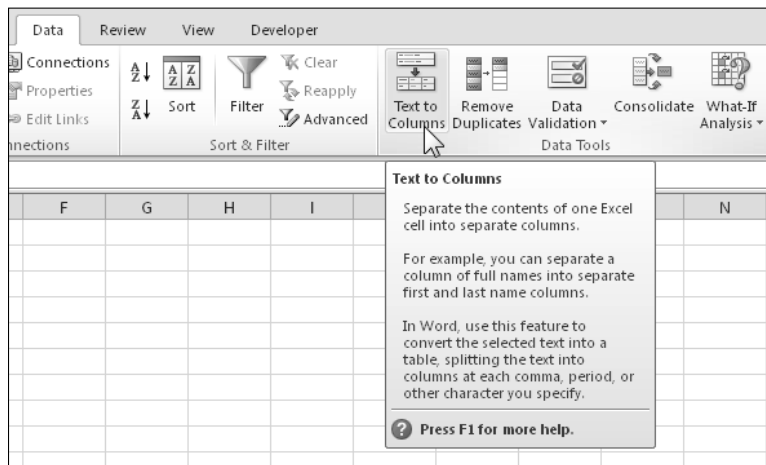 Data Review View Developer
Connections
Properties
Edit Links
A Z
Z A
A Z Z A
Sort
Filter
Clear
Reapply
Advanced
Text to Columns
Remove Duplicates
Data Validation
Consolidate
What-If Analysis
nnections Sort & Filter Data Tools
Text to Columns
F G H I N
Separate the contents of one Excel
cell into separate columns.
For example, you can separate a
column of full names into separate
first and last name columns.
In Word, use this feature to
convert the selected text into a
table, splitting the text into
columns at each comma, period, or
other character you specify.
? Press F1 for more help.